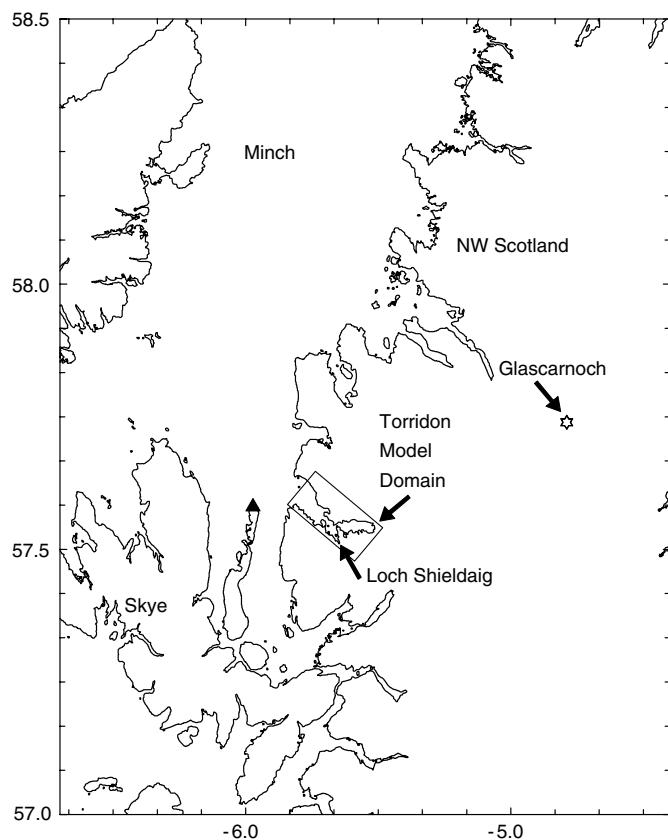 58.5
Minch
NW Scotland
58.0
Glascarnoch
Torridon
Model
Domain
57.5
Loch Shieldaig
Skye
57.0
-6.0
-5.0